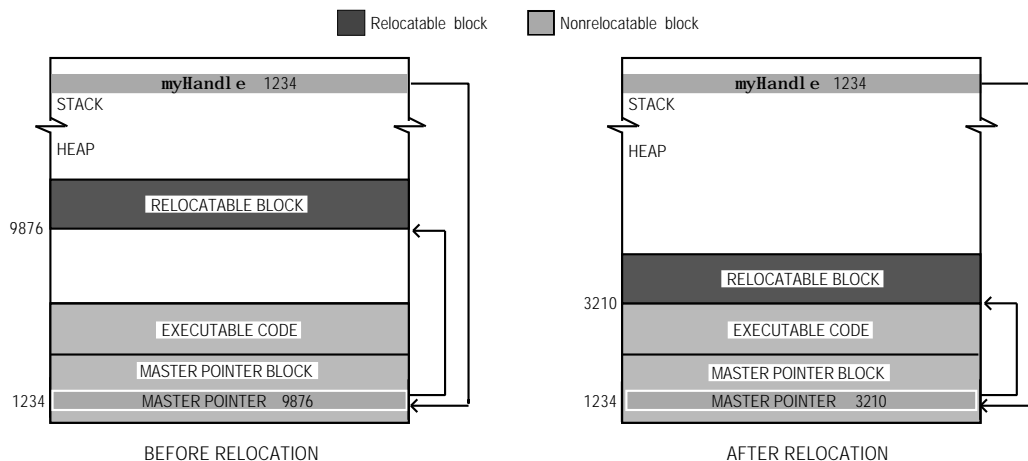 Relocatable block
Nonrelocatable block
myHandle 1234
STACK
HEAP
RELOCATABLE BLOCK
9876
EXECUTABLE CODE
MASTER POINTER BLOCK
1234
MASTER POINTER 9876
BEFORE RELOCATION
myHandle 1234
STACK
HEAP
RELOCATABLE BLOCK
3210
EXECUTABLE CODE
MASTER POINTER BLOCK
1234
MASTER POINTER 3210
AFTER RELOCATION